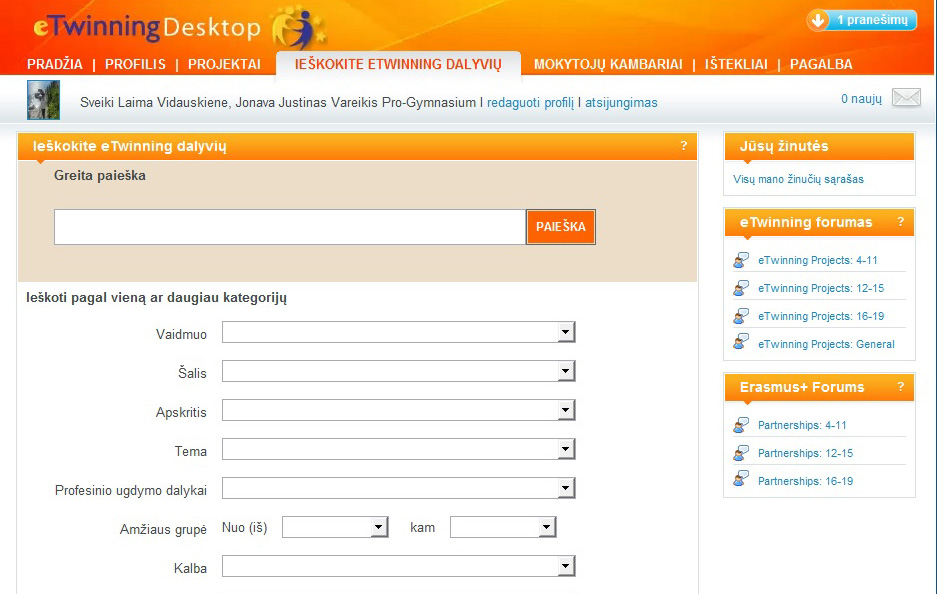 eTwinning Desktop
1 pranešimų
PRADŽIA | PROFILIS | PROJEKTAI IEŠKOKITE ETWINNING DALYVIŲ MOKYTOJŲ KAMBARIAI | IŠTEKLIAI | PAGALBA
Sveiki Laima Vidauskiene, Jonava Justinas Vareikis Pro-Gymnasium I redaguoti profilį I atsijungimas
0 naujų
Ieškokite eTwinning dalyvių ?
Greita paieška
PAIEŠKA
Ieškoti pagal vieną ar daugiau kategorijų
Vaidmuo
Šalis
Apskritis
Tema
Profesinio ugdymo dalykai
Amžiaus grupė Nuo (iš) kam
Kalba
Jūsų žinutės
Visų mano žinučių sąrašas
eTwinning forumas ?
eTwinning Projects: 4-11
eTwinning Projects: 12-15
eTwinning Projects: 16-19
eTwinning Projects: General
Erasmus+ Forums ?
Partnerships: 4-11
Partnerships: 12-15
Partnerships: 16-19